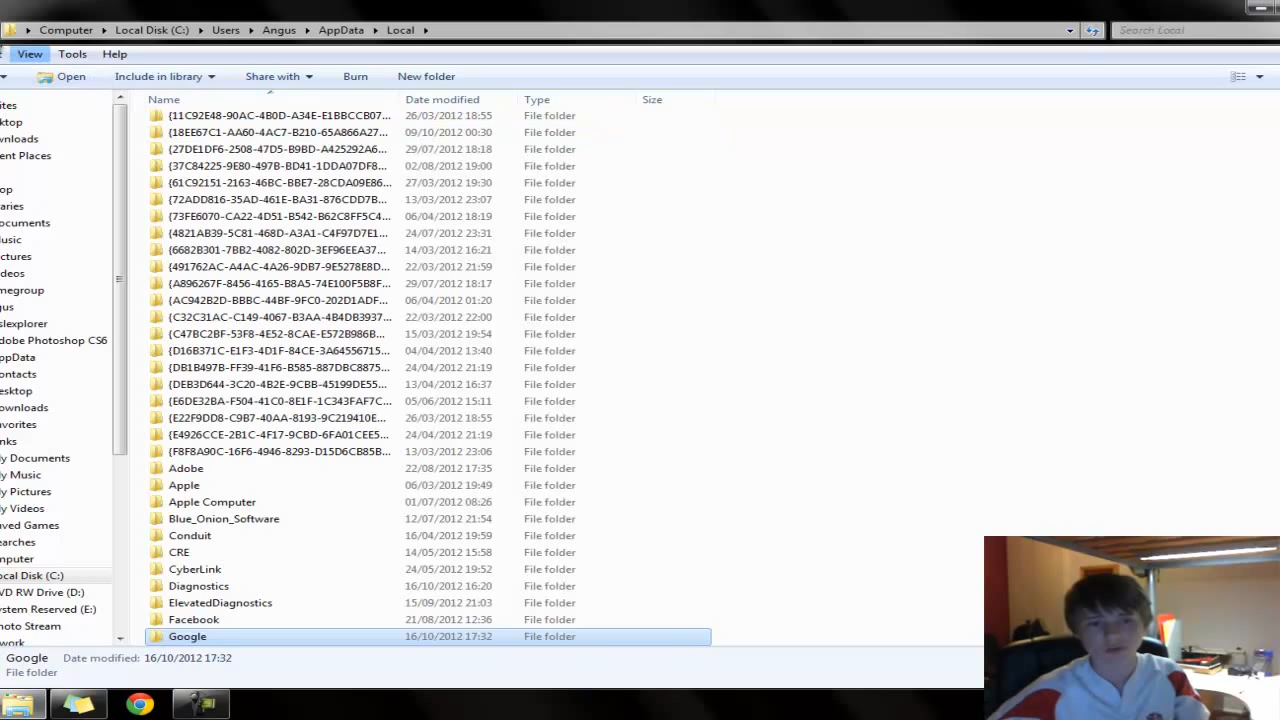 Computer Local Disk (C:) Users Angus AppData Local Search Local
View Tools Help
Open Include in library Share with Burn New folder
Name Date modified Type Size
{11C92E48-90AC-4B0D-A34E-E1BBCCB07... 26/03/2012 18:55 File folder
{18EE67C1-AA60-4AC7-B210-65A866A27... 09/10/2012 00:30 File folder
{27DE1DF6-2508-47D5-B9BD-A425292A6... 29/07/2012 18:18 File folder
{37C84225-9E80-497B-BD41-1DDA07DF8... 02/08/2012 19:00 File folder
{61C92151-2163-46BC-BBE7-28CDA09E86... 27/03/2012 19:30 File folder
{72ADD816-35AD-461E-BA31-876CDD7B... 13/03/2012 23:07 File folder
{73FE6070-CA22-4D51-B542-B62C8FF5C4... 06/04/2012 18:19 File folder
{4821AB39-5C81-468D-A3A1-C4F97D7E1... 24/07/2012 23:31 File folder
{6682B301-7BB2-4082-802D-3EF96EEA37... 14/03/2012 16:21 File folder
{491762AC-A4AC-4A26-9DB7-9E5278E8D... 22/03/2012 21:59 File folder
{A896267F-8456-4165-B8A5-74E100F5B8F... 29/07/2012 18:17 File folder
{AC942B2D-BBBC-44BF-9FC0-202D1ADF... 06/04/2012 01:20 File folder
{C32C31AC-C149-4067-B3AA-4B4DB3937... 22/03/2012 22:00 File folder
{C47BC2BF-53F8-4E52-8CAE-E572B986B... 15/03/2012 19:54 File folder
{D16B371C-E1F3-4D1F-84CE-3A64556715... 04/04/2012 13:40 File folder
{DB1B497B-FF39-41F6-B585-887DBC8875... 24/04/2012 21:19 File folder
{DEB3D644-3C20-4B2E-9CBB-45199DE55... 13/04/2012 16:37 File folder
{E6DE32BA-F504-41C0-8E1F-1C343FAF7C... 05/06/2012 15:11 File folder
{E22F9DD8-C9B7-40AA-8193-9C219410E... 26/03/2012 18:55 File folder
{E4926CCE-2B1C-4F17-9CBD-6FA01CEE5... 24/04/2012 21:19 File folder
{F8F8A90C-16F6-4946-8293-D15D6CB85B... 13/03/2012 23:06 File folder
Adobe 22/08/2012 17:35 File folder
Apple 06/03/2012 19:49 File folder
Apple Computer 01/07/2012 08:26 File folder
Blue_Onion_Software 12/07/2012 21:54 File folder
Conduit 16/04/2012 19:59 File folder
CRE 14/05/2012 15:58 File folder
CyberLink 24/05/2012 19:52 File folder
Diagnostics 16/10/2012 16:20 File folder
ElevatedDiagnostics 15/09/2012 21:03 File folder
Facebook 21/08/2012 12:36 File folder
Google 16/10/2012 17:32 File folder
ites
ktop
wnloads
ent Places
op
aries
ocuments
usic
ctures
deos
megroup
gus
slexplorer
dobe Photoshop CS6
ppData
ontacts
esktop
ownloads
avorites
nks
y Documents
y Music
y Pictures
y Videos
aved Games
earches
mputer
ocal Disk (C:)
VD RW Drive (D:)
ystem Reserved (E:)
hoto Stream
work
Google Date modified: 16/10/2012 17:32
File folder